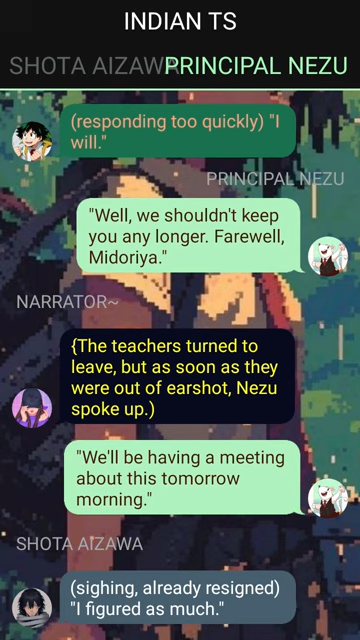 INDIAN TS
SHOTA AIZAWA PRINCIPAL NEZU
(responding too quickly) "I
will."
PRINCIPAL NEZU
"Well, we shouldn't keep
you any longer. Farewell,
Midoriya."
NARRATOR~
{The teachers turned to
leave, but as soon as they
were out of earshot, Nezu
spoke up.)
"We'll be having a meeting
about this tomorrow
morning."
SHOTA AIZAWA
(sighing, already resigned)
"I figured as much."